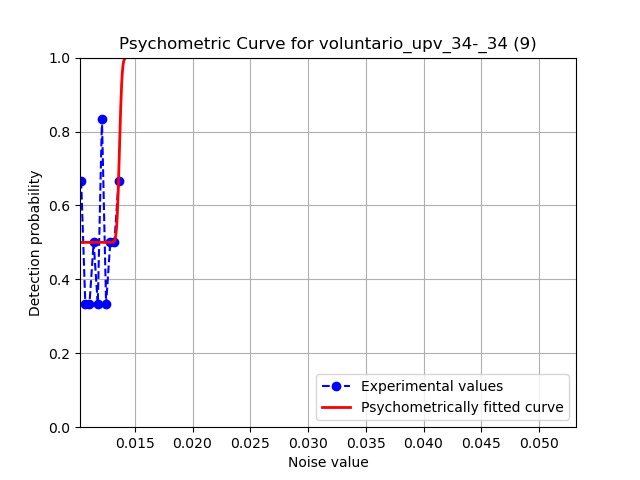 Psychometric Curve for voluntario_upv_34-_34 (9)
1.0
0.8
0.6
0.4
0.2
0.0
Detection probability
Experimental values
Psychometrically fitted curve
0.015 0.020 0.025 0.030 0.035 0.040 0.045 0.050
Noise value